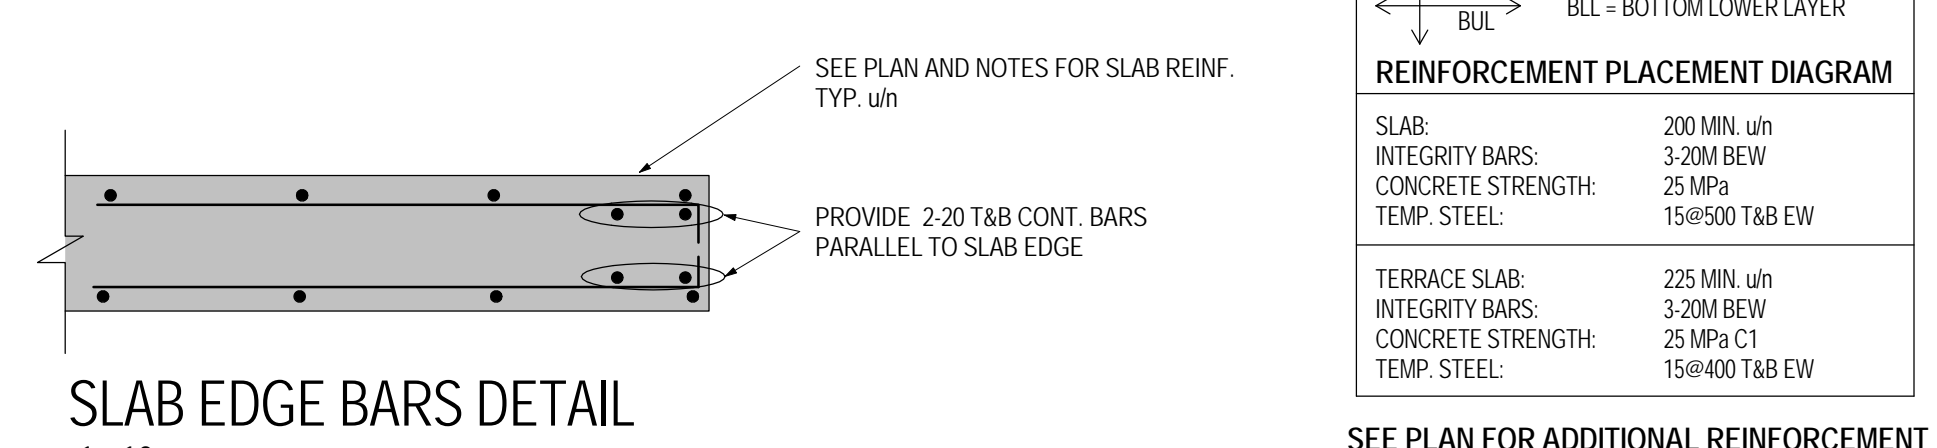 SEE PLAN AND NOTES FOR SLAB REINF.
TYP. u/n
PROVIDE 2-20 T&B CONT. BARS
PARALLEL TO SLAB EDGE
SLAB EDGE BARS DETAIL
BUL
BLL = BOTTOM LOWER LAYER
REINFORCEMENT PLACEMENT DIAGRAM
SLAB: 200 MIN. u/n
INTEGRITY BARS: 3-20M BEW
CONCRETE STRENGTH: 25 MPa
TEMP. STEEL: 15@500 T&B EW
TERRACE SLAB: 225 MIN. u/n
INTEGRITY BARS: 3-20M BEW
CONCRETE STRENGTH: 25 MPa C1
TEMP. STEEL: 15@400 T&B EW
SEE PLAN FOR ADDITIONAL REINFORCEMENT